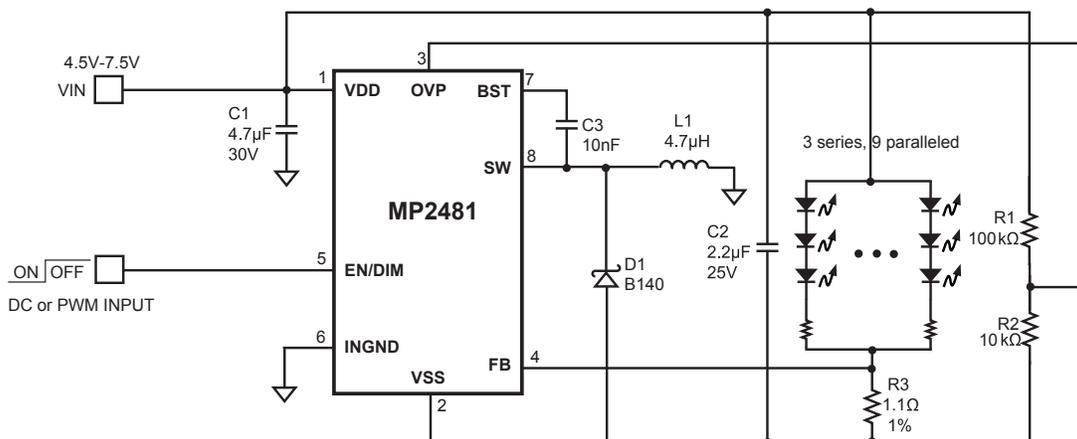 4.5V-7.5V
VIN
1
VDD
3
OVP
7
BST
C1
4.7µF
30V
C3
10nF
L1
4.7µH
8
SW
3 series, 9 paralleled
MP2481
C2
2.2µF
25V
R1
100kΩ
ON OFF
DC or PWM INPUT
5
EN/DIM
D1
B140
6
INGND
R2
10kΩ
4
FB
VSS
2
R3
1.1Ω
1%